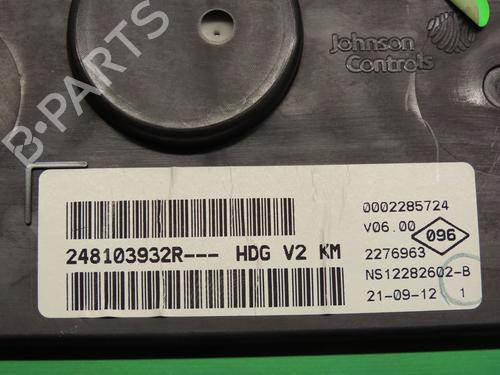 B-PARTS
Johnson
Controls
0002285724
V06.00
096
248103932R--- HDG V2 KM
2276963
NS12282602-B
21-09-12 1